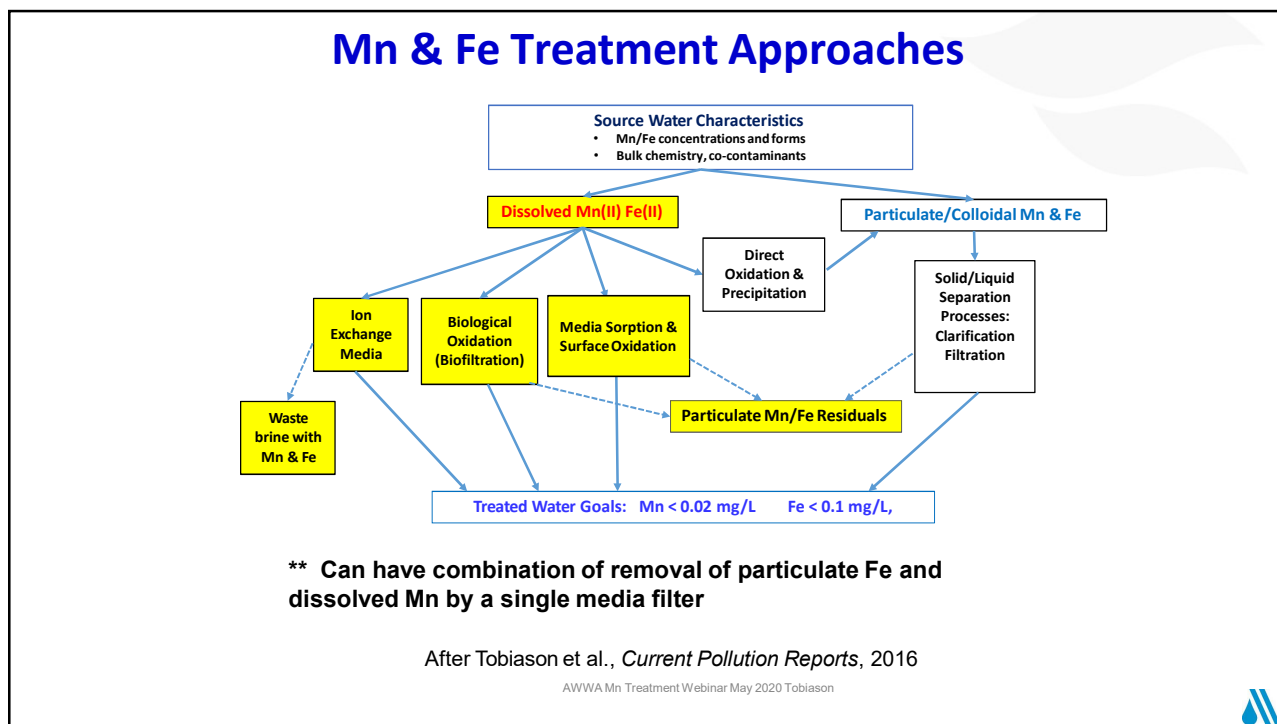 Mn & Fe Treatment Approaches
Source Water Characteristics
• Mn/Fe concentrations and forms
• Bulk chemistry, co-contaminants
Dissolved Mn(II) Fe(II)
Particulate/Colloidal Mn & Fe
Direct
Oxidation &
Precipitation
Solid/Liquid
Separation
Processes:
Clarification
Filtration
Ion
Exchange
Media
Biological
Oxidation
(Biofiltration)
Media Sorption &
Surface Oxidation
Waste
brine with
Mn & Fe
Particulate Mn/Fe Residuals
Treated Water Goals: Mn < 0.02 mg/L Fe < 0.1 mg/L,
** Can have combination of removal of particulate Fe and
dissolved Mn by a single media filter
After Tobiason et al., Current Pollution Reports, 2016
AWWA Mn Treatment Webinar May 2020 Tobiason